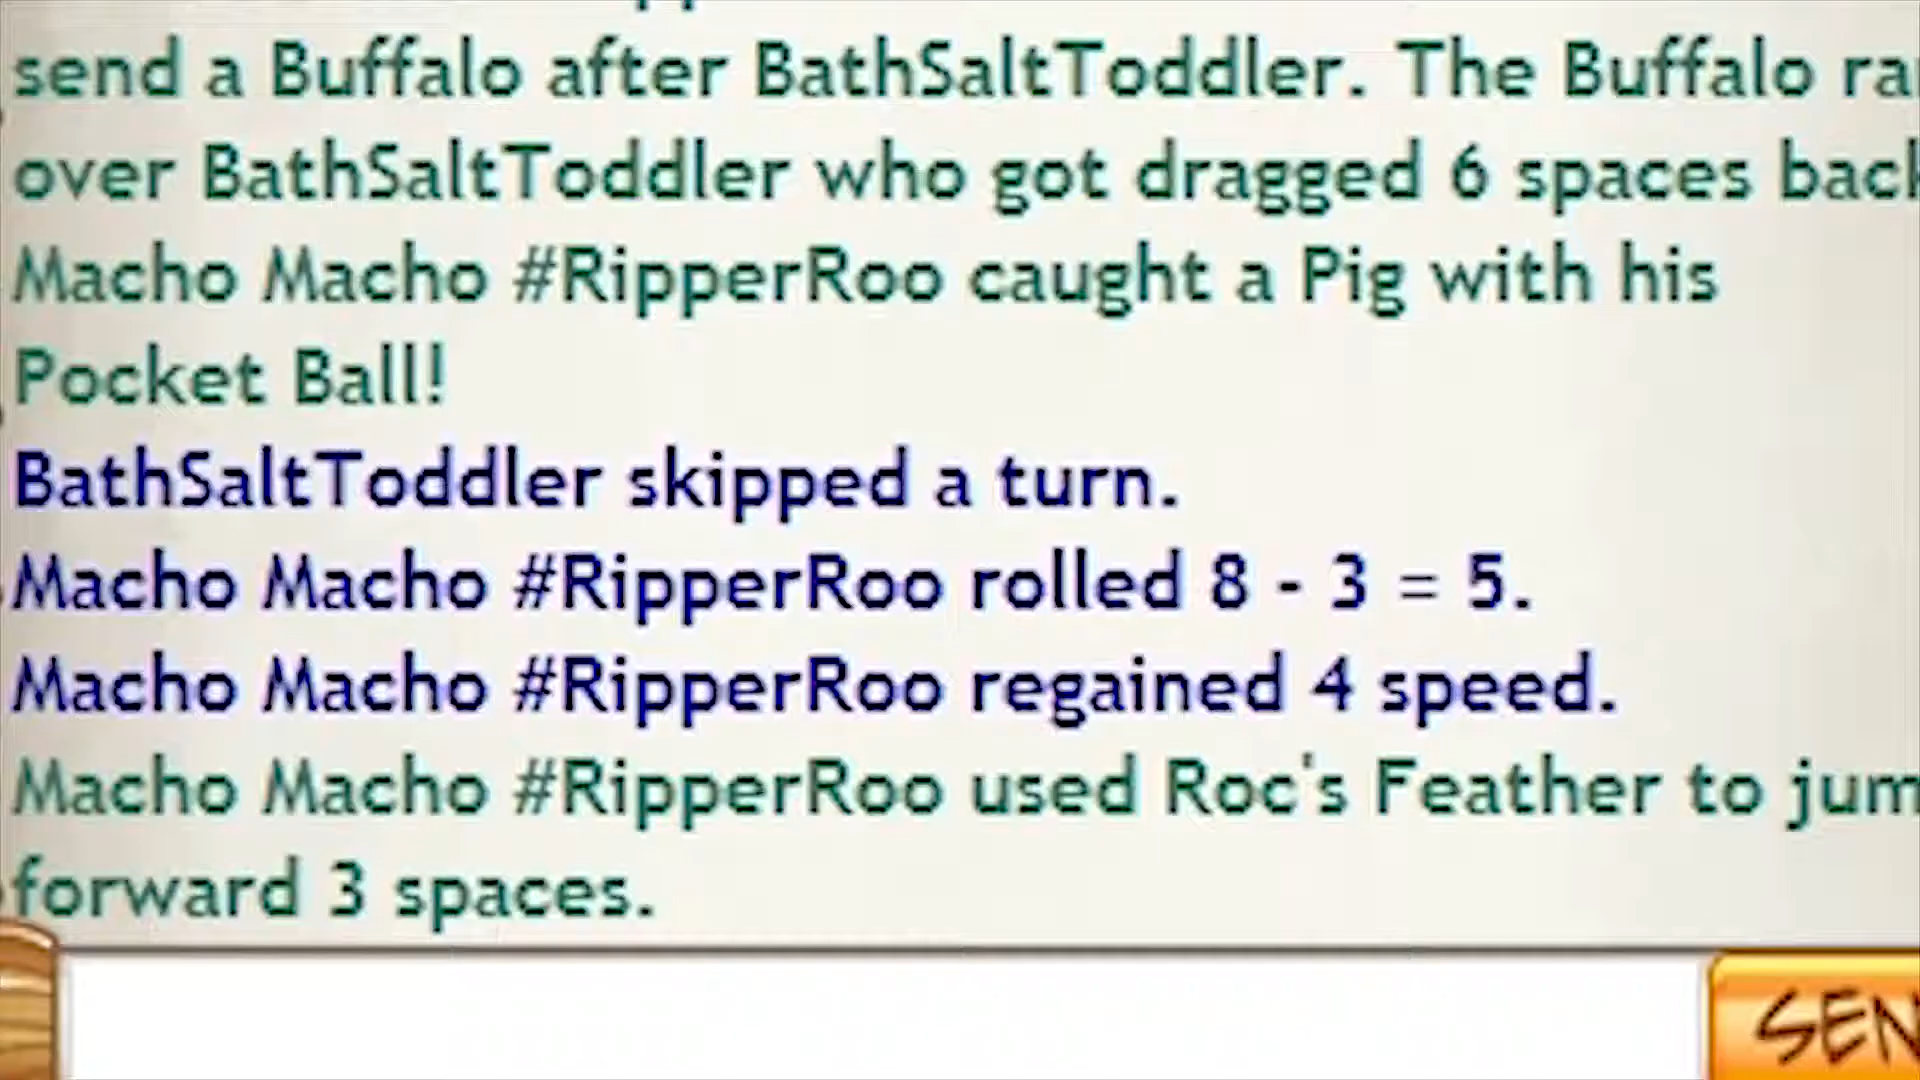 send a Buffalo after BathSaltToddler. The Buffalo
over BathSaltToddler who got dragged 6 spaces back
Macho Macho #RipperRoo caught a Pig with his
Pocket Ball!
BathSaltToddler skipped a turn.
Macho Macho #RipperRoo rolled 8 - 3 = 5.
Macho Macho #RipperRoo regained 4 speed.
Macho Macho #RipperRoo used Roc's Feather to
forward 3 spaces.